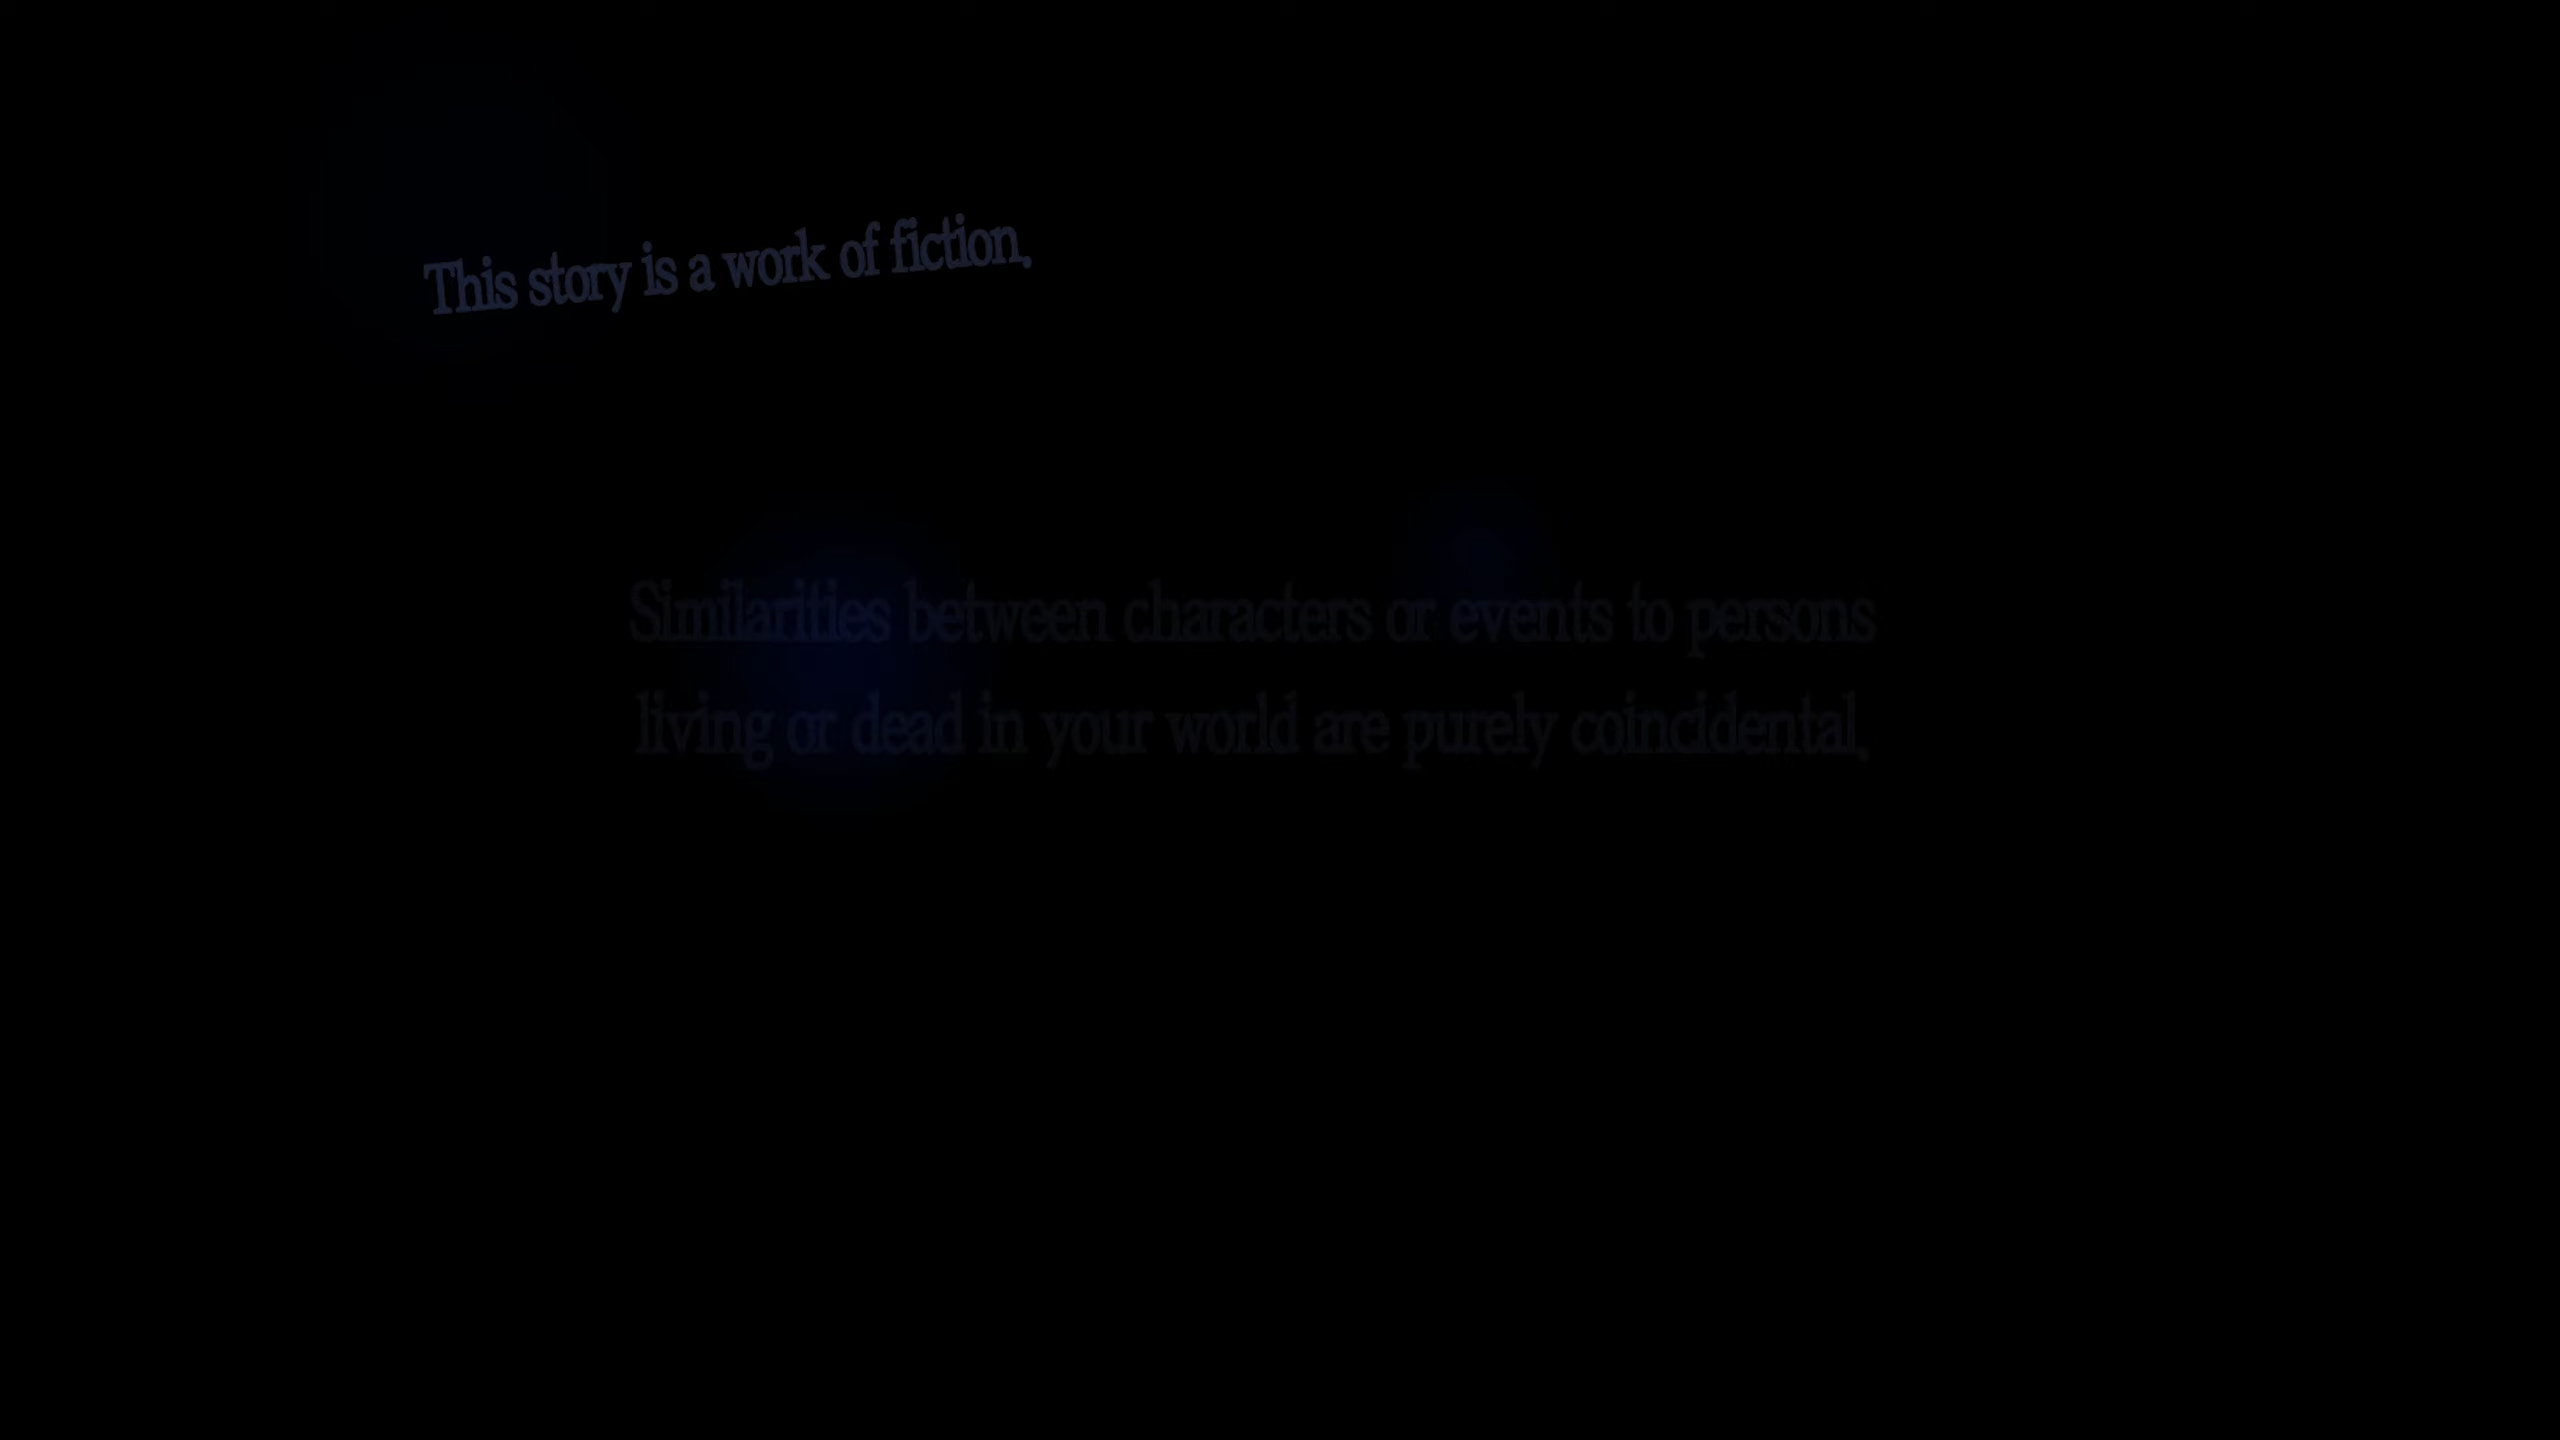 This story is a work of fiction.
Similarities between characters or events to persons
living or dead in your world are purely coincidental.